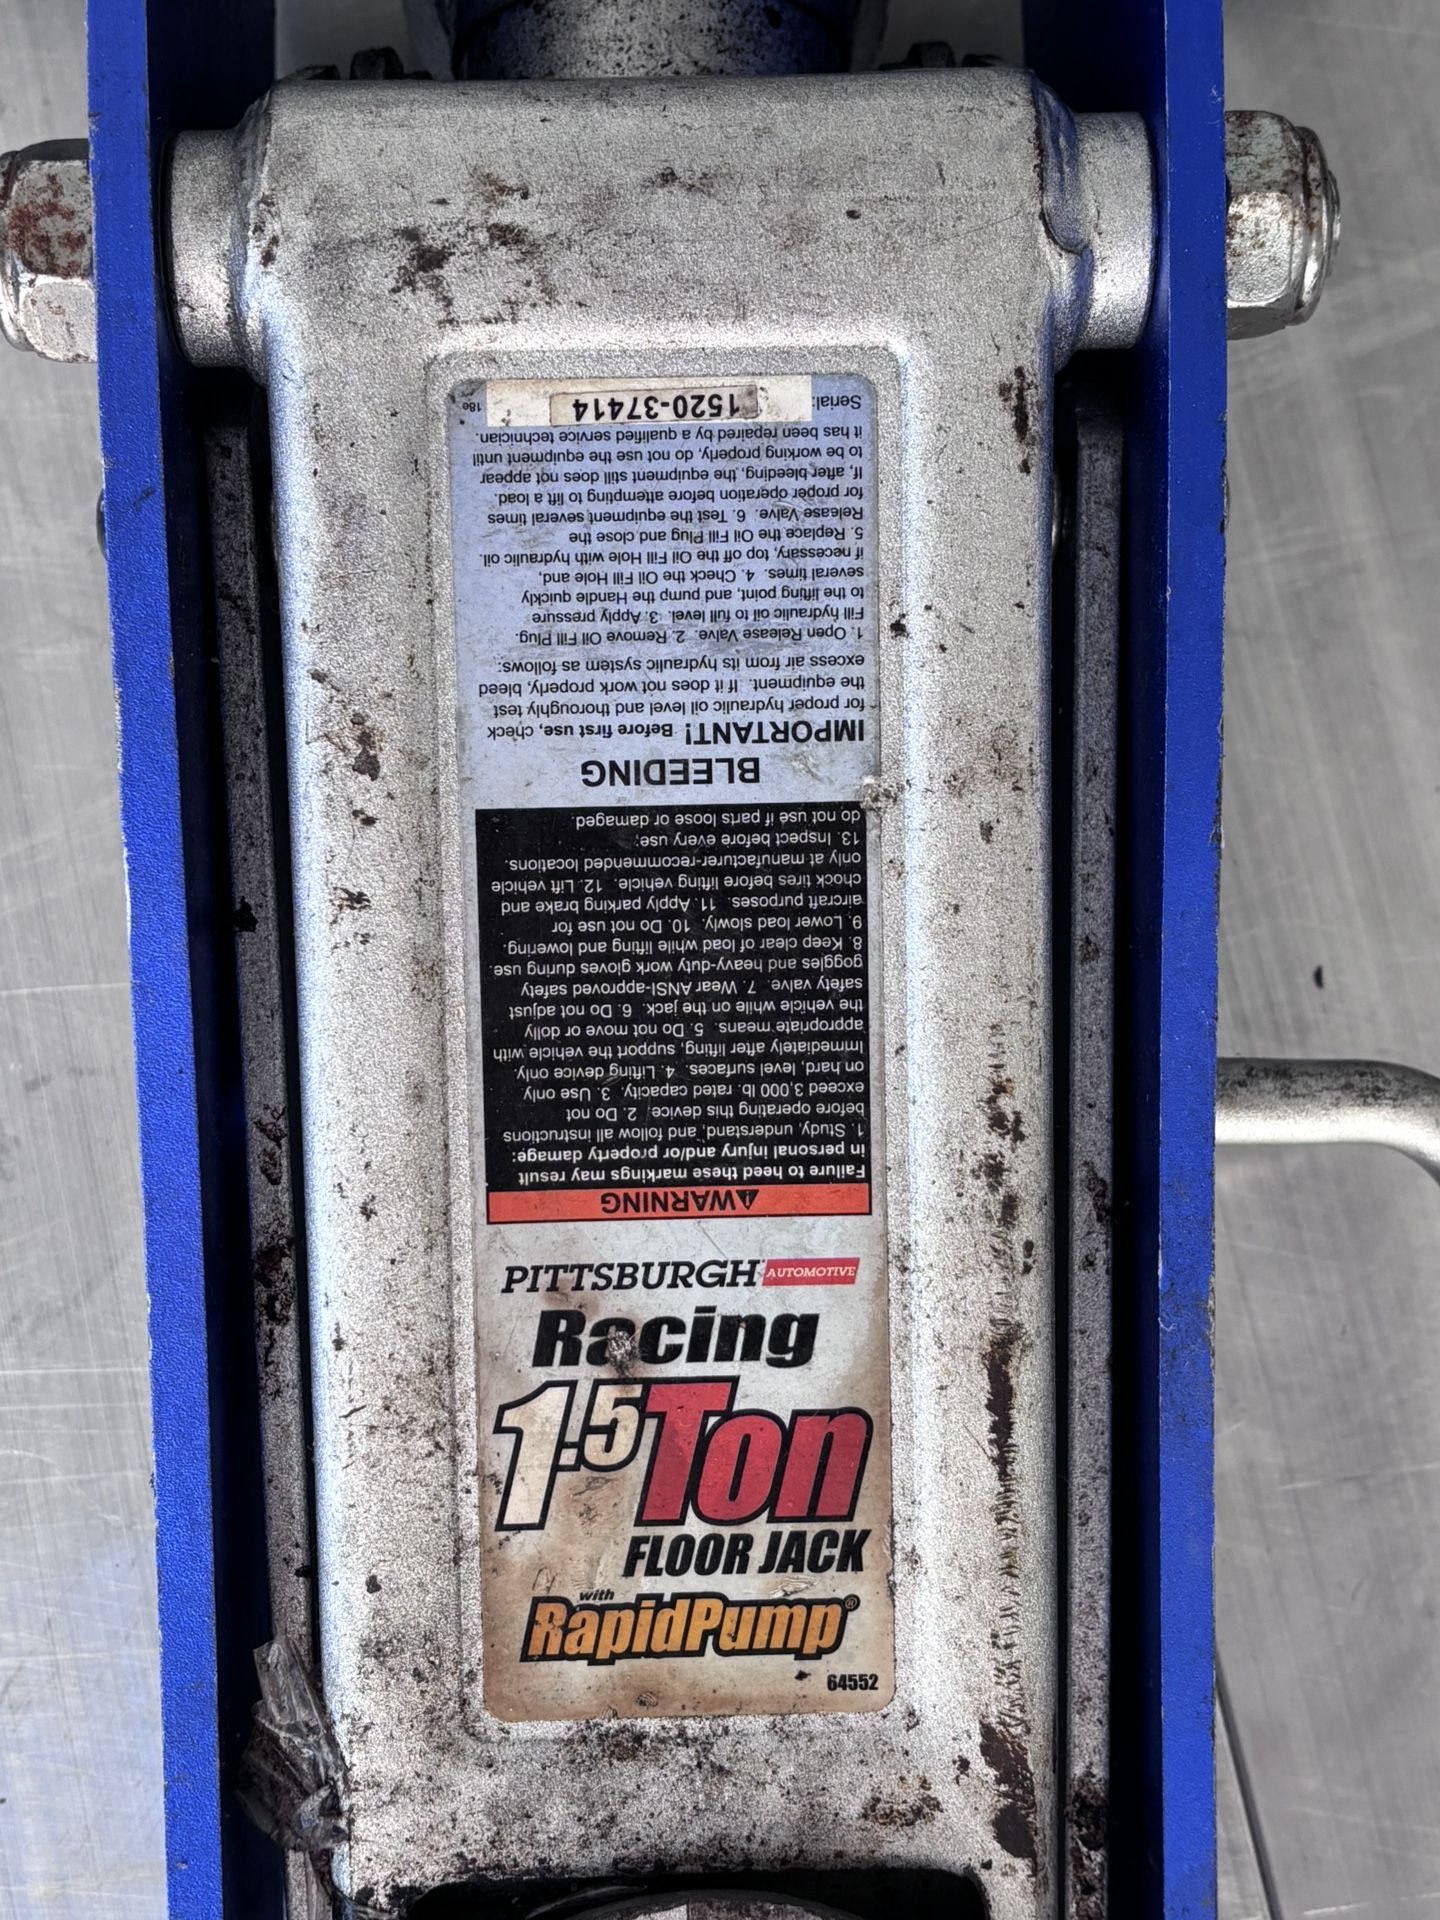 PITTSBURGH AUTOMOTIVE
Racing
1.5 Ton
FLOOR JACK
with
RapidPump®
64552
⚠WARNING
Failure to heed these markings may result
in personal injury and/or property damage:
1. Study, understand, and follow all instructions
before operating this device. 2. Do not
exceed 3,000 lb. rated capacity. 3. Use only
on hard, level surfaces. 4. Lifting device only.
Immediately after lifting, support the vehicle with
appropriate means. 5. Do not move or dolly
the vehicle while on the jack. 6. Do not adjust
safety valve. 7. Wear ANSI-approved safety
goggles and heavy-duty work gloves during use.
8. Keep clear of load while lifting and lowering.
9. Lower load slowly. 10. Do not use for
aircraft purposes. 11. Apply parking brake and
chock tires before lifting vehicle. 12. Lift vehicle
only at manufacturer-recommended locations.
13. Inspect before every use:
do not use if parts loose or damaged.
BLEEDING
IMPORTANT! Before first use, check
for proper hydraulic oil level and thoroughly test
the equipment. If it does not work properly, bleed
excess air from its hydraulic system as follows:
1. Open Release Valve. 2. Remove Oil Fill Plug.
Fill hydraulic oil to full level. 3. Apply pressure
to the lifting point, and pump the Handle quickly
several times. 4. Check the Oil Fill Hole and,
if necessary, top off the Oil Fill Hole with hydraulic oil.
5. Replace the Oil Fill Plug and close the
Release Valve. 6. Test the equipment several times
for proper operation before attempting to lift a load.
If, after bleeding, the equipment still does not appear
to be working properly, do not use the equipment until
it has been repaired by a qualified service technician.
Serial: 1520-37414 18e